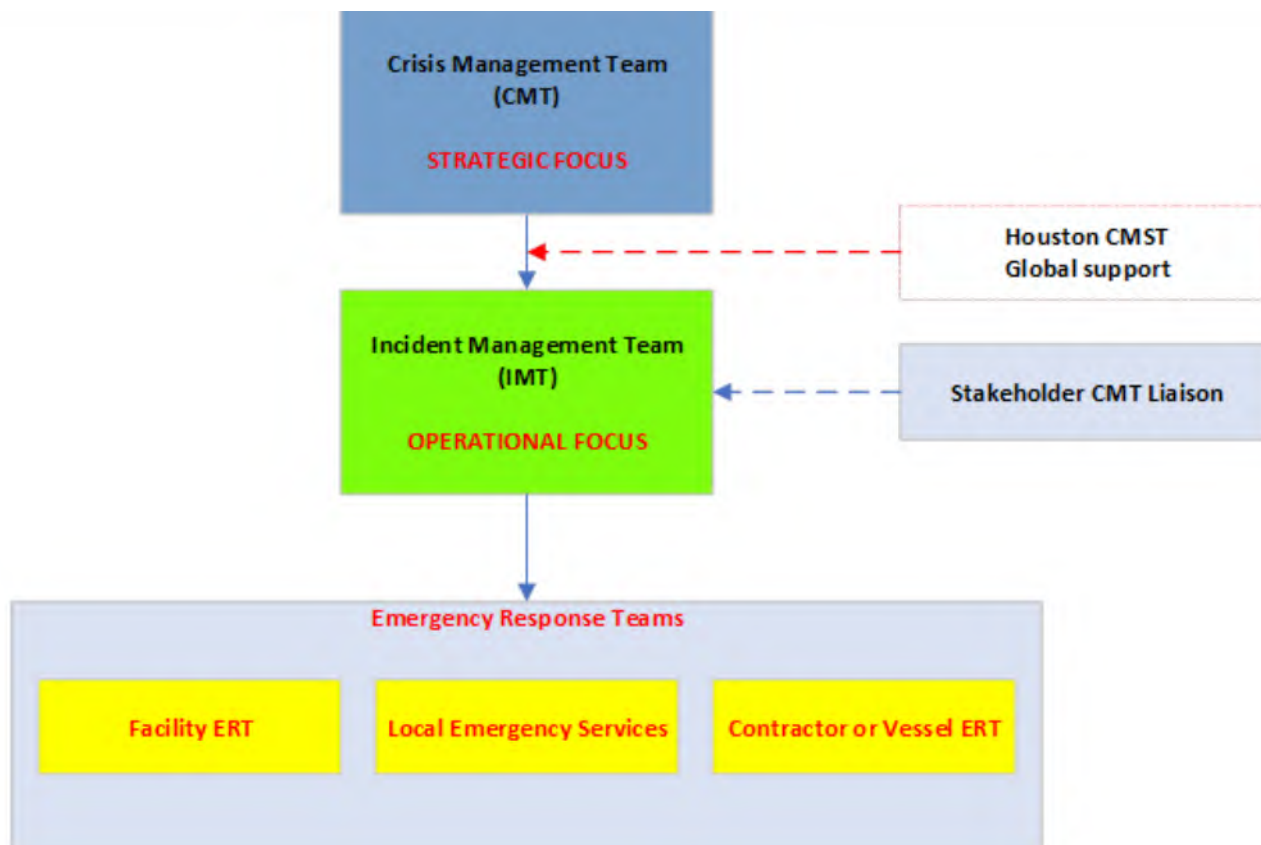 Crisis Management Team
(CMT)
STRATEGIC FOCUS
Houston CMST
Global support
Incident Management Team
(IMT)
OPERATIONAL FOCUS
Stakeholder CMT Liaison
Emergency Response Teams
Facility ERT
Local Emergency Services
Contractor or Vessel ERT